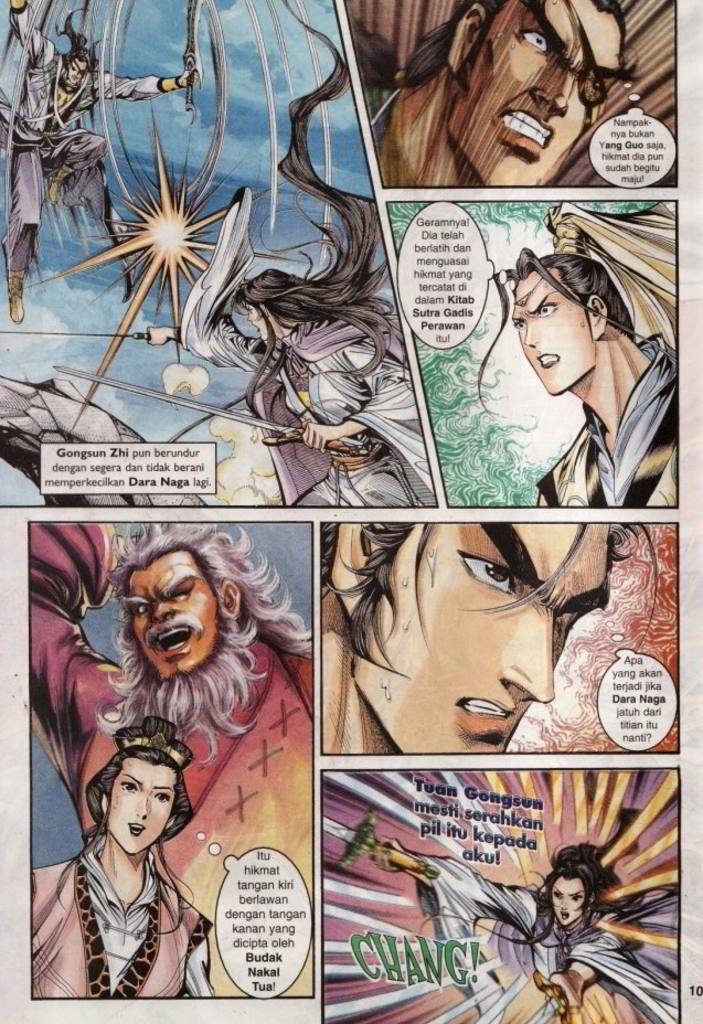 Nampak-
nya bukan
Yang Guo saja,
hikmat dia pun
sudah begitu
maju!
Geramnya!
Dia telah
berlatih dan
menguasai
hikmat yang
tercatat di
dalam Kitab
Sutra Gadis
Perawan
itu!
Gongsun Zhi pun berundur
dengan segera dan tidak berani
memperkecilkan Dara Naga lagi.
Apa
yang akan
terjadi jika
Dara Naga
jatuh dari
titian itu
nanti?
Itu
hikmat
tangan kiri
berlawan
dengan tangan
kanan yang
dicipta oleh
Budak
Nakal
Tua!
Tuan Gongsun
mesti serahkan
pil itu kepada
aku!
CHANG!
10